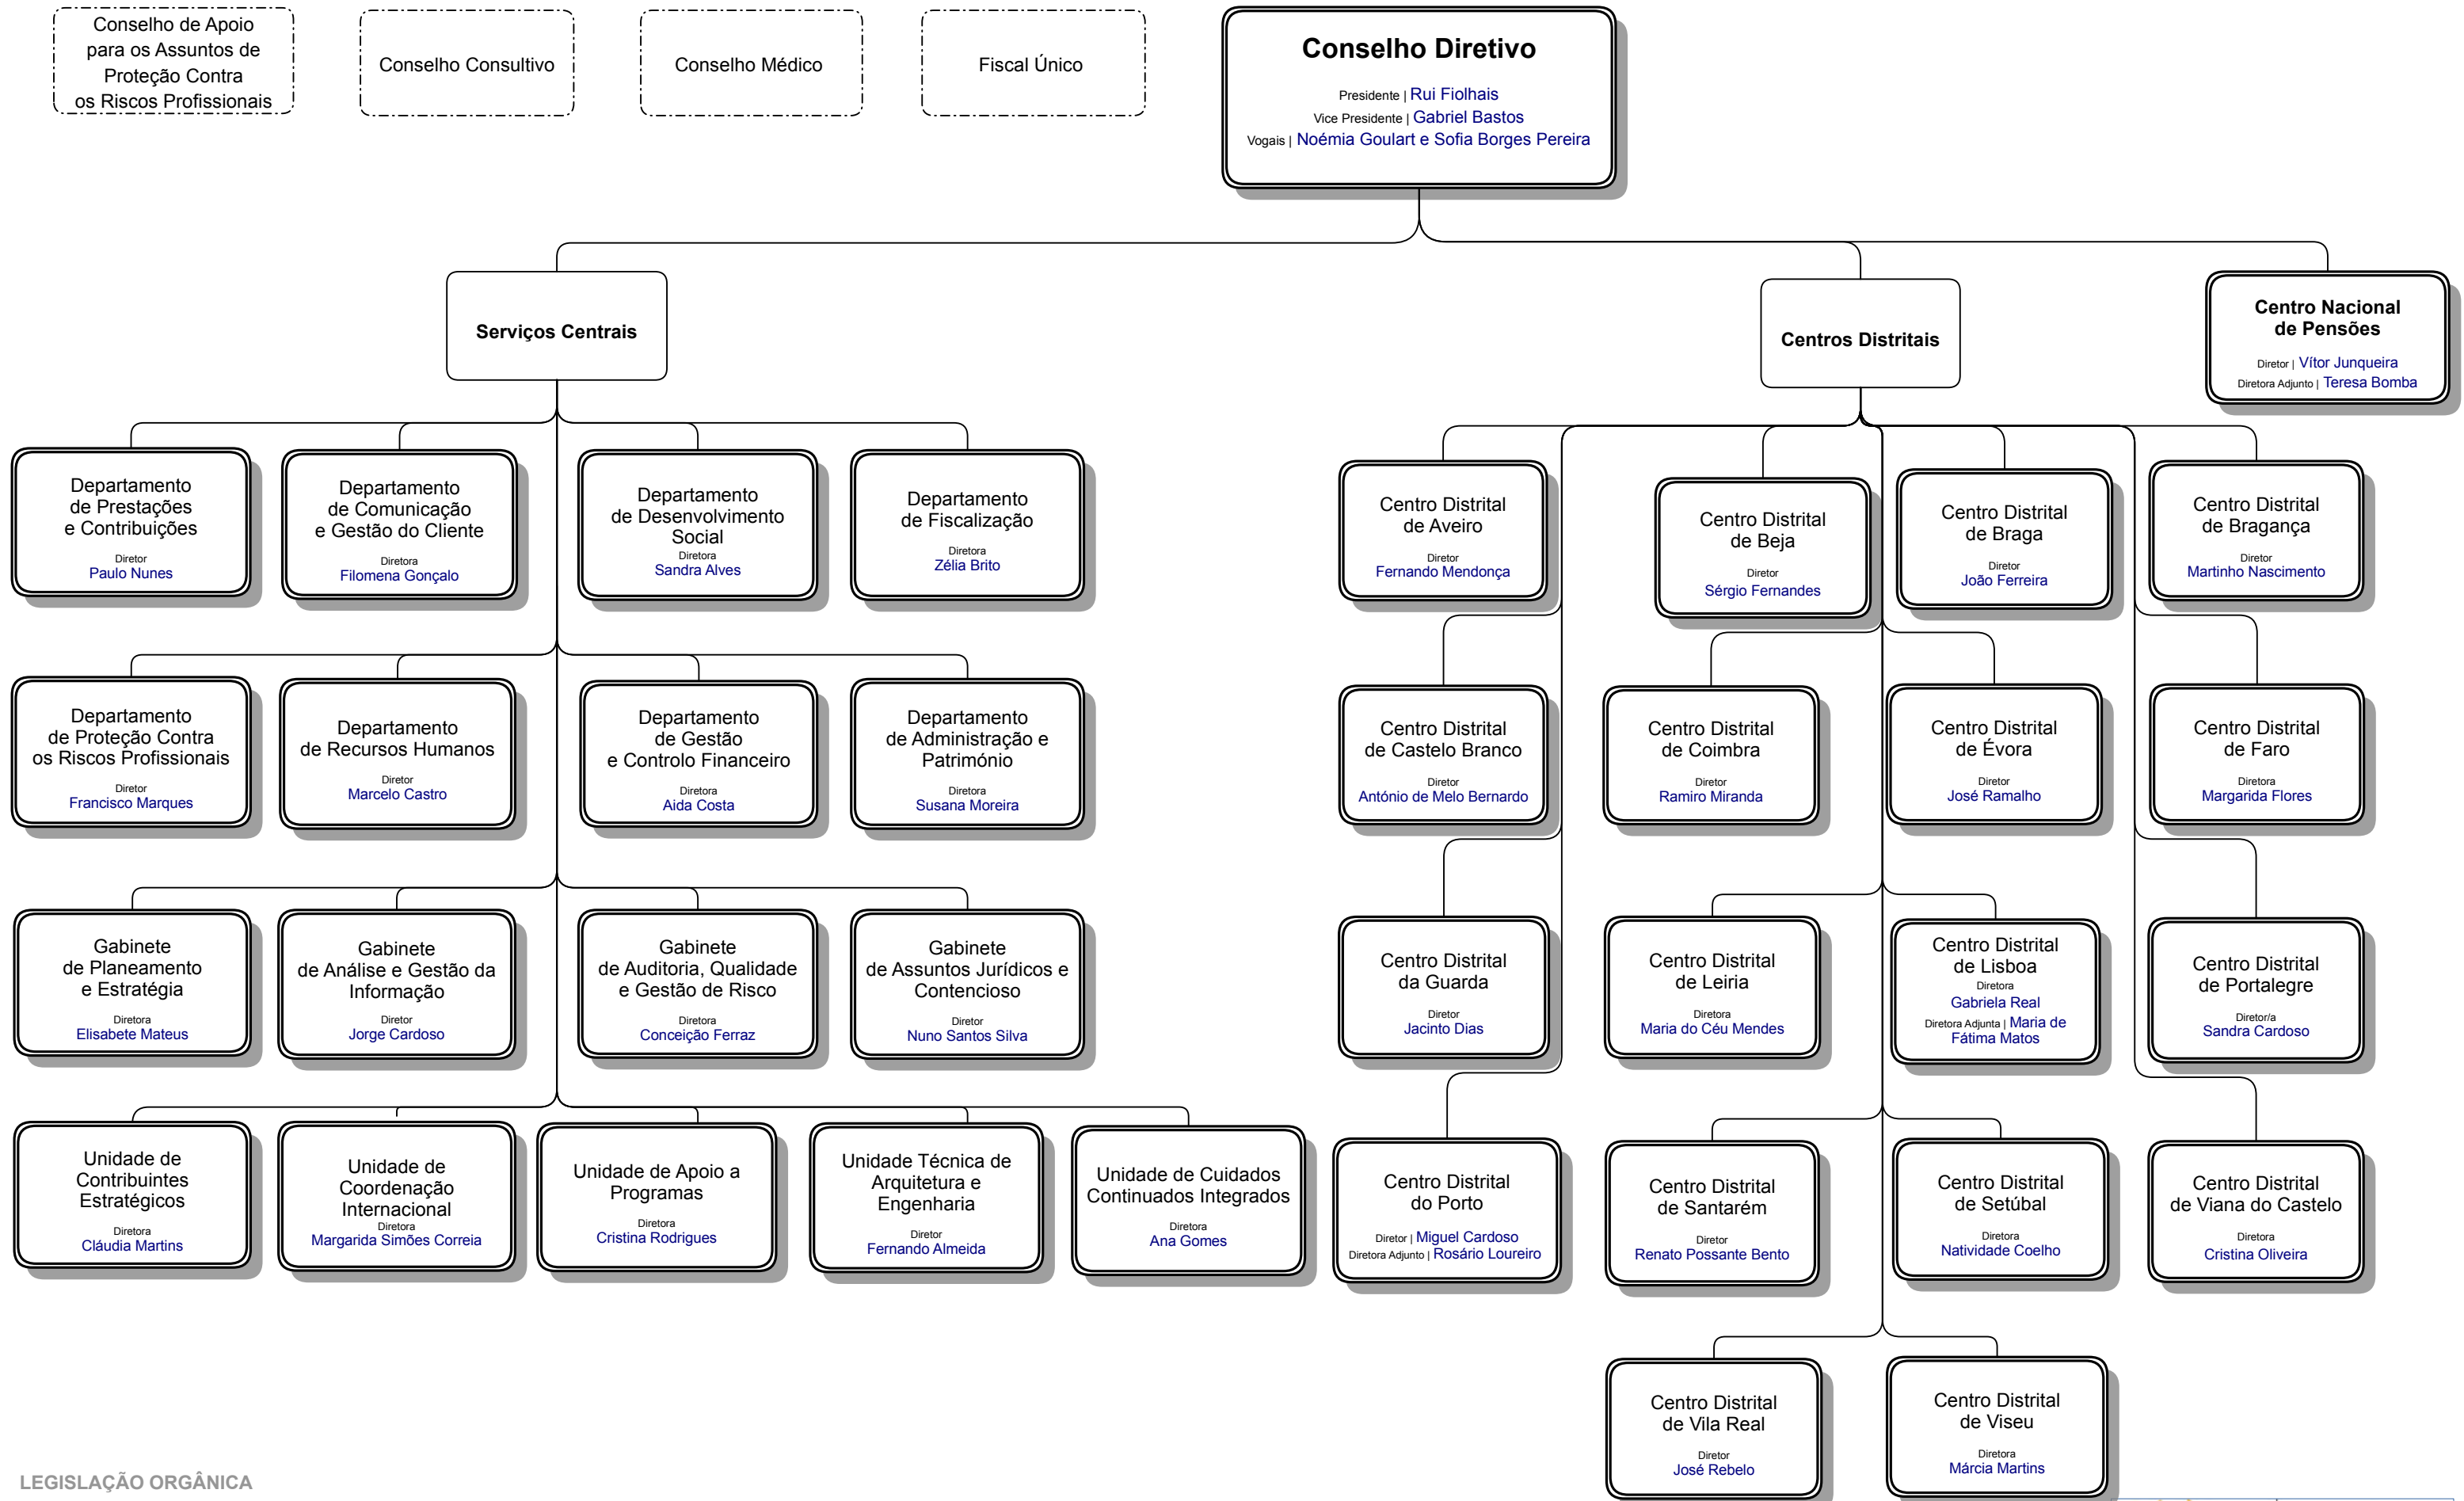 Conselho de Apoio
para os Assuntos de
Proteção Contra
os Riscos Profissionais
Conselho Consultivo
Conselho Médico
Fiscal Único
Conselho Diretivo
Presidente | Rui Fiolhais
Vice Presidente | Gabriel Bastos
Vogais | Noémia Goulart e Sofia Borges Pereira
Serviços Centrais
Centros Distritais
Centro Nacional
de Pensões
Diretor | Vítor Junqueira
Diretora Adjunto | Teresa Bomba
Departamento
de Prestações
e Contribuições
Diretor
Paulo Nunes
Departamento
de Comunicação
e Gestão do Cliente
Diretora
Filomena Gonçalo
Departamento
de Desenvolvimento
Social
Diretora
Sandra Alves
Departamento
de Fiscalização
Diretora
Zélia Brito
Centro Distrital
de Aveiro
Diretor
Fernando Mendonça
Centro Distrital
de Beja
Diretor
Sérgio Fernandes
Centro Distrital
de Braga
Diretor
João Ferreira
Centro Distrital
de Bragança
Diretor
Martinho Nascimento
Departamento
de Proteção Contra
os Riscos Profissionais
Diretor
Francisco Marques
Departamento
de Recursos Humanos
Diretor
Marcelo Castro
Departamento
de Gestão
e Controlo Financeiro
Diretora
Aida Costa
Departamento
de Administração e
Património
Diretora
Susana Moreira
Centro Distrital
de Castelo Branco
Diretor
António de Melo Bernardo
Centro Distrital
de Coimbra
Diretor
Ramiro Miranda
Centro Distrital
de Évora
Diretor
José Ramalho
Centro Distrital
de Faro
Diretora
Margarida Flores
Gabinete
de Planeamento
e Estratégia
Diretora
Elisabete Mateus
Gabinete
de Análise e Gestão da
Informação
Diretor
Jorge Cardoso
Gabinete
de Auditoria, Qualidade
e Gestão de Risco
Diretora
Conceição Ferraz
Gabinete
de Assuntos Jurídicos e
Contencioso
Diretor
Nuno Santos Silva
Centro Distrital
da Guarda
Diretor
Jacinto Dias
Centro Distrital
de Leiria
Diretora
Maria do Céu Mendes
Centro Distrital
de Lisboa
Diretora
Gabriela Real
Diretora Adjunta | Maria de
Fátima Matos
Centro Distrital
de Portalegre
Diretor/a
Sandra Cardoso
Unidade de
Contribuintes
Estratégicos
Diretora
Cláudia Martins
Unidade de
Coordenação
Internacional
Diretora
Margarida Simões Correia
Unidade de Apoio a
Programas
Diretora
Cristina Rodrigues
Unidade Técnica de
Arquitetura e
Engenharia
Diretor
Fernando Almeida
Unidade de Cuidados
Continuados Integrados
Diretora
Ana Gomes
Centro Distrital
do Porto
Diretor | Miguel Cardoso
Diretora Adjunto | Rosário Loureiro
Centro Distrital
de Santarém
Diretor
Renato Possante Bento
Centro Distrital
de Setúbal
Diretora
Natividade Coelho
Centro Distrital
de Viana do Castelo
Diretora
Cristina Oliveira
Centro Distrital
de Vila Real
Diretor
José Rebelo
Centro Distrital
de Viseu
Diretora
Márcia Martins
LEGISLAÇÃO ORGÂNICA